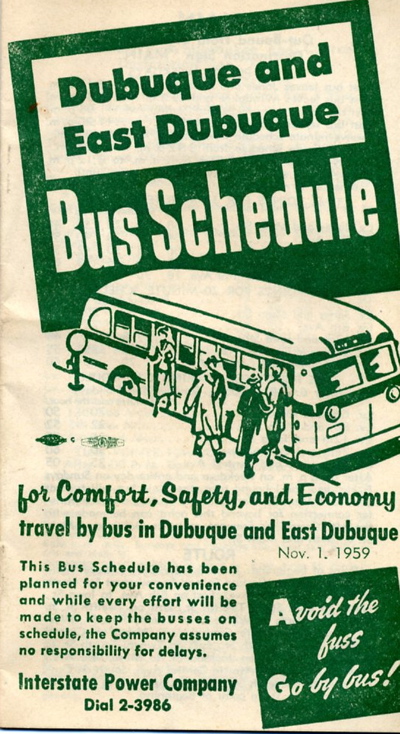 Dubuque and
East Dubuque
Bus Schedule
for Comfort, Safety, and Economy
travel by bus in Dubuque and East Dubuque
Nov. 1. 1959
This Bus Schedule has been
planned for your convenience
and while every effort will be
made to keep the busses on
schedule, the Company assumes
no responsibility for delays.
Interstate Power Company
Dial 2-3986
Avoid the
fuss
Go by bus!